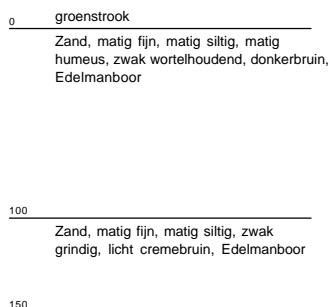 0
groenstrook
Zand, matig fijn, matig siltig, matig
humeus, zwak wortelhoudend, donkerbruin,
Edelmanboor
100
Zand, matig fijn, matig siltig, zwak
grindig, licht cremebruin, Edelmanboor
150